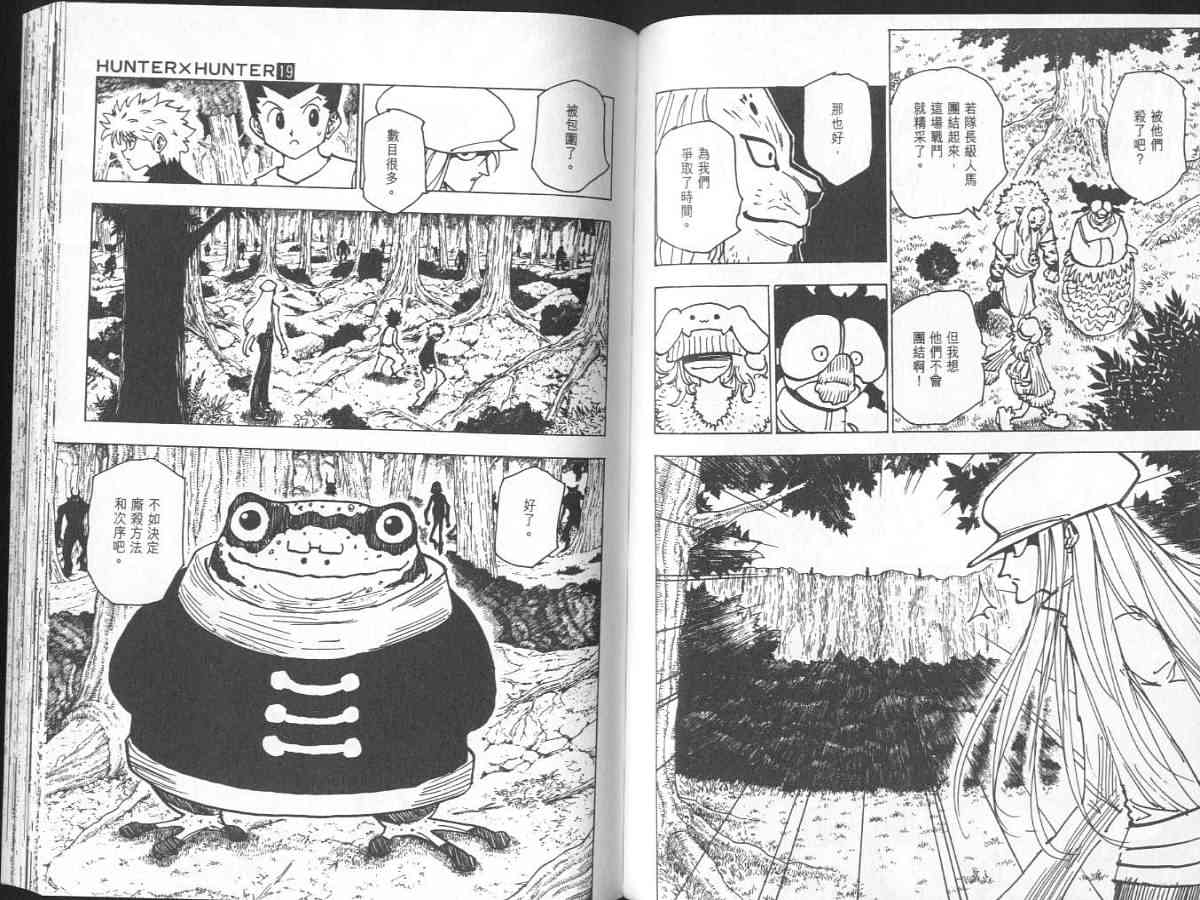 被他們
殺了吧？
若隊長級人馬
團結起來，
這場戰鬥
就精采了。
但我想
他們不會
團結啊！
那也好，
為我們
爭取了時間。
HUNTER×HUNTER 19
被包圍了。
數目很多。
好了。
不如決定
廝殺方法
和次序吧。